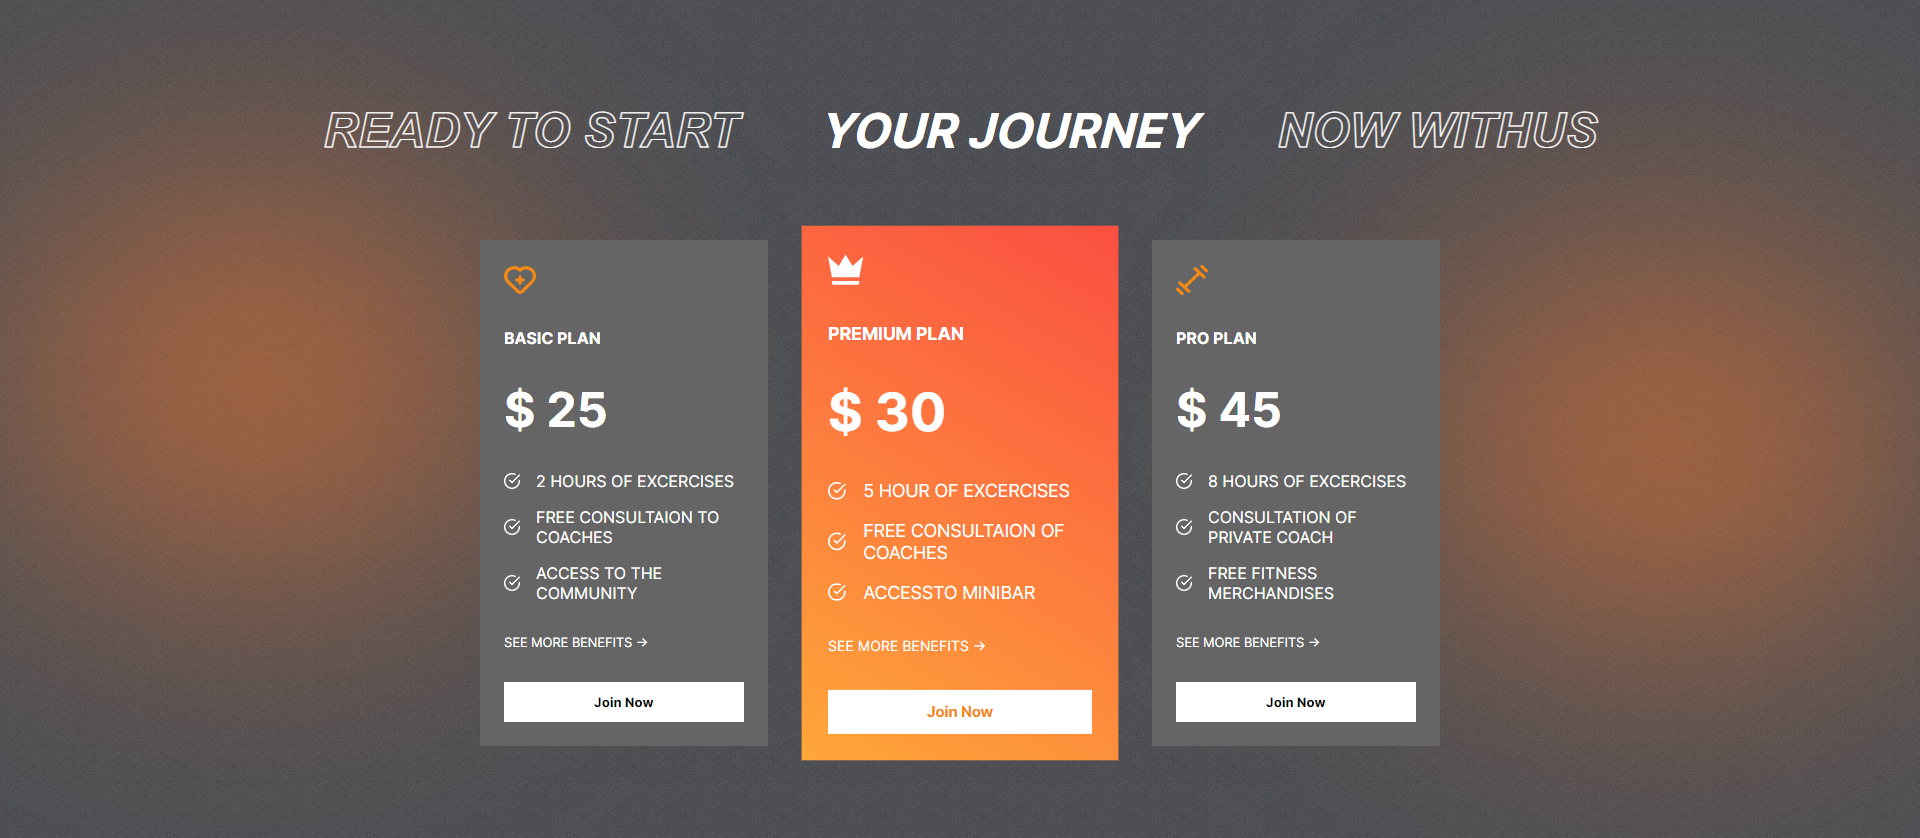 READY TO START YOUR JOURNEY NOW WITHUS
BASIC PLAN
$ 25
2 HOURS OF EXCERCISES
FREE CONSULTAION TO
COACHES
ACCESS TO THE
COMMUNITY
SEE MORE BENEFITS →
Join Now
PREMIUM PLAN
$ 30
5 HOUR OF EXCERCISES
FREE CONSULTAION OF
COACHES
ACCESSTO MINIBAR
SEE MORE BENEFITS →
Join Now
PRO PLAN
$ 45
8 HOURS OF EXCERCISES
CONSULTATION OF
PRIVATE COACH
FREE FITNESS
MERCHANDISES
SEE MORE BENEFITS →
Join Now